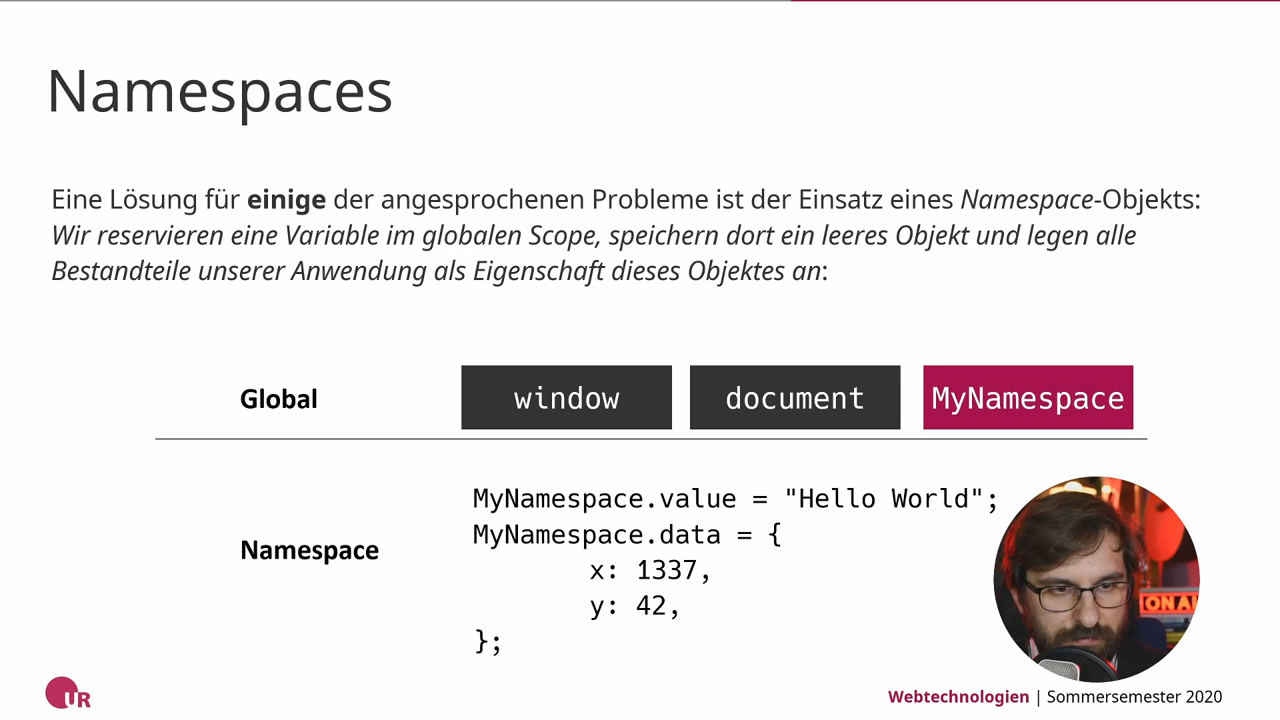 Namespaces
Eine Lösung für einige der angesprochenen Probleme ist der Einsatz eines Namespace-Objekts:
Wir reservieren eine Variable im globalen Scope, speichern dort ein leeres Objekt und legen alle
Bestandteile unserer Anwendung als Eigenschaft dieses Objektes an:
Global window document MyNamespace
MyNamespace.value = "Hello World";
MyNamespace.data = {
Namespace
x: 1337,
y: 42,
};
ON A
UR
Webtechnologien | Sommersemester 2020